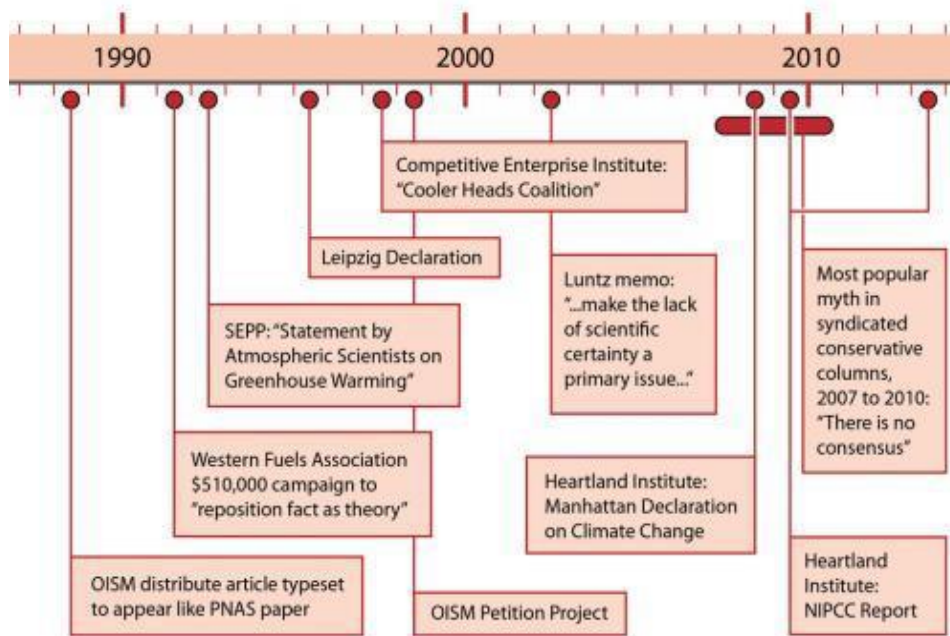 1990
2000
2010
Competitive Enterprise Institute:
“Cooler Heads Coalition”
Leipzig Declaration
Luntz memo:
“...make the lack
of scientific
certainty a
primary issue...”
Most popular
myth in
syndicated
conservative
columns,
2007 to 2010:
“There is no
consensus”
SEPP: “Statement by
Atmospheric Scientists on
Greenhouse Warming”
Western Fuels Association
$510,000 campaign to
“reposition fact as theory”
Heartland Institute:
Manhattan Declaration
on Climate Change
OISM distribute article typeset
to appear like PNAS paper
OISM Petition Project
Heartland
Institute:
NIPCC Report